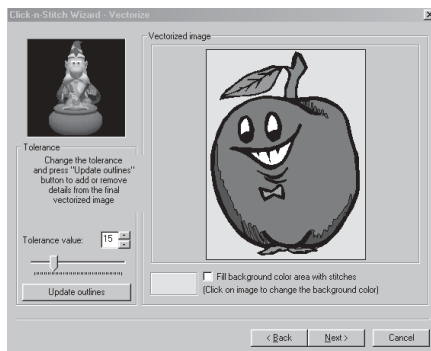 Click-n-Stitch Wizard - Vectorize
Vectorized image
Tolerance
Change the tolerance
and press "Update outlines"
button to add or remove
details from the final
vectorized image
Tolerance value: 15
Update outlines
Fill background color area with stitches
(Click on image to change the background color)
< Back
Next >
Cancel